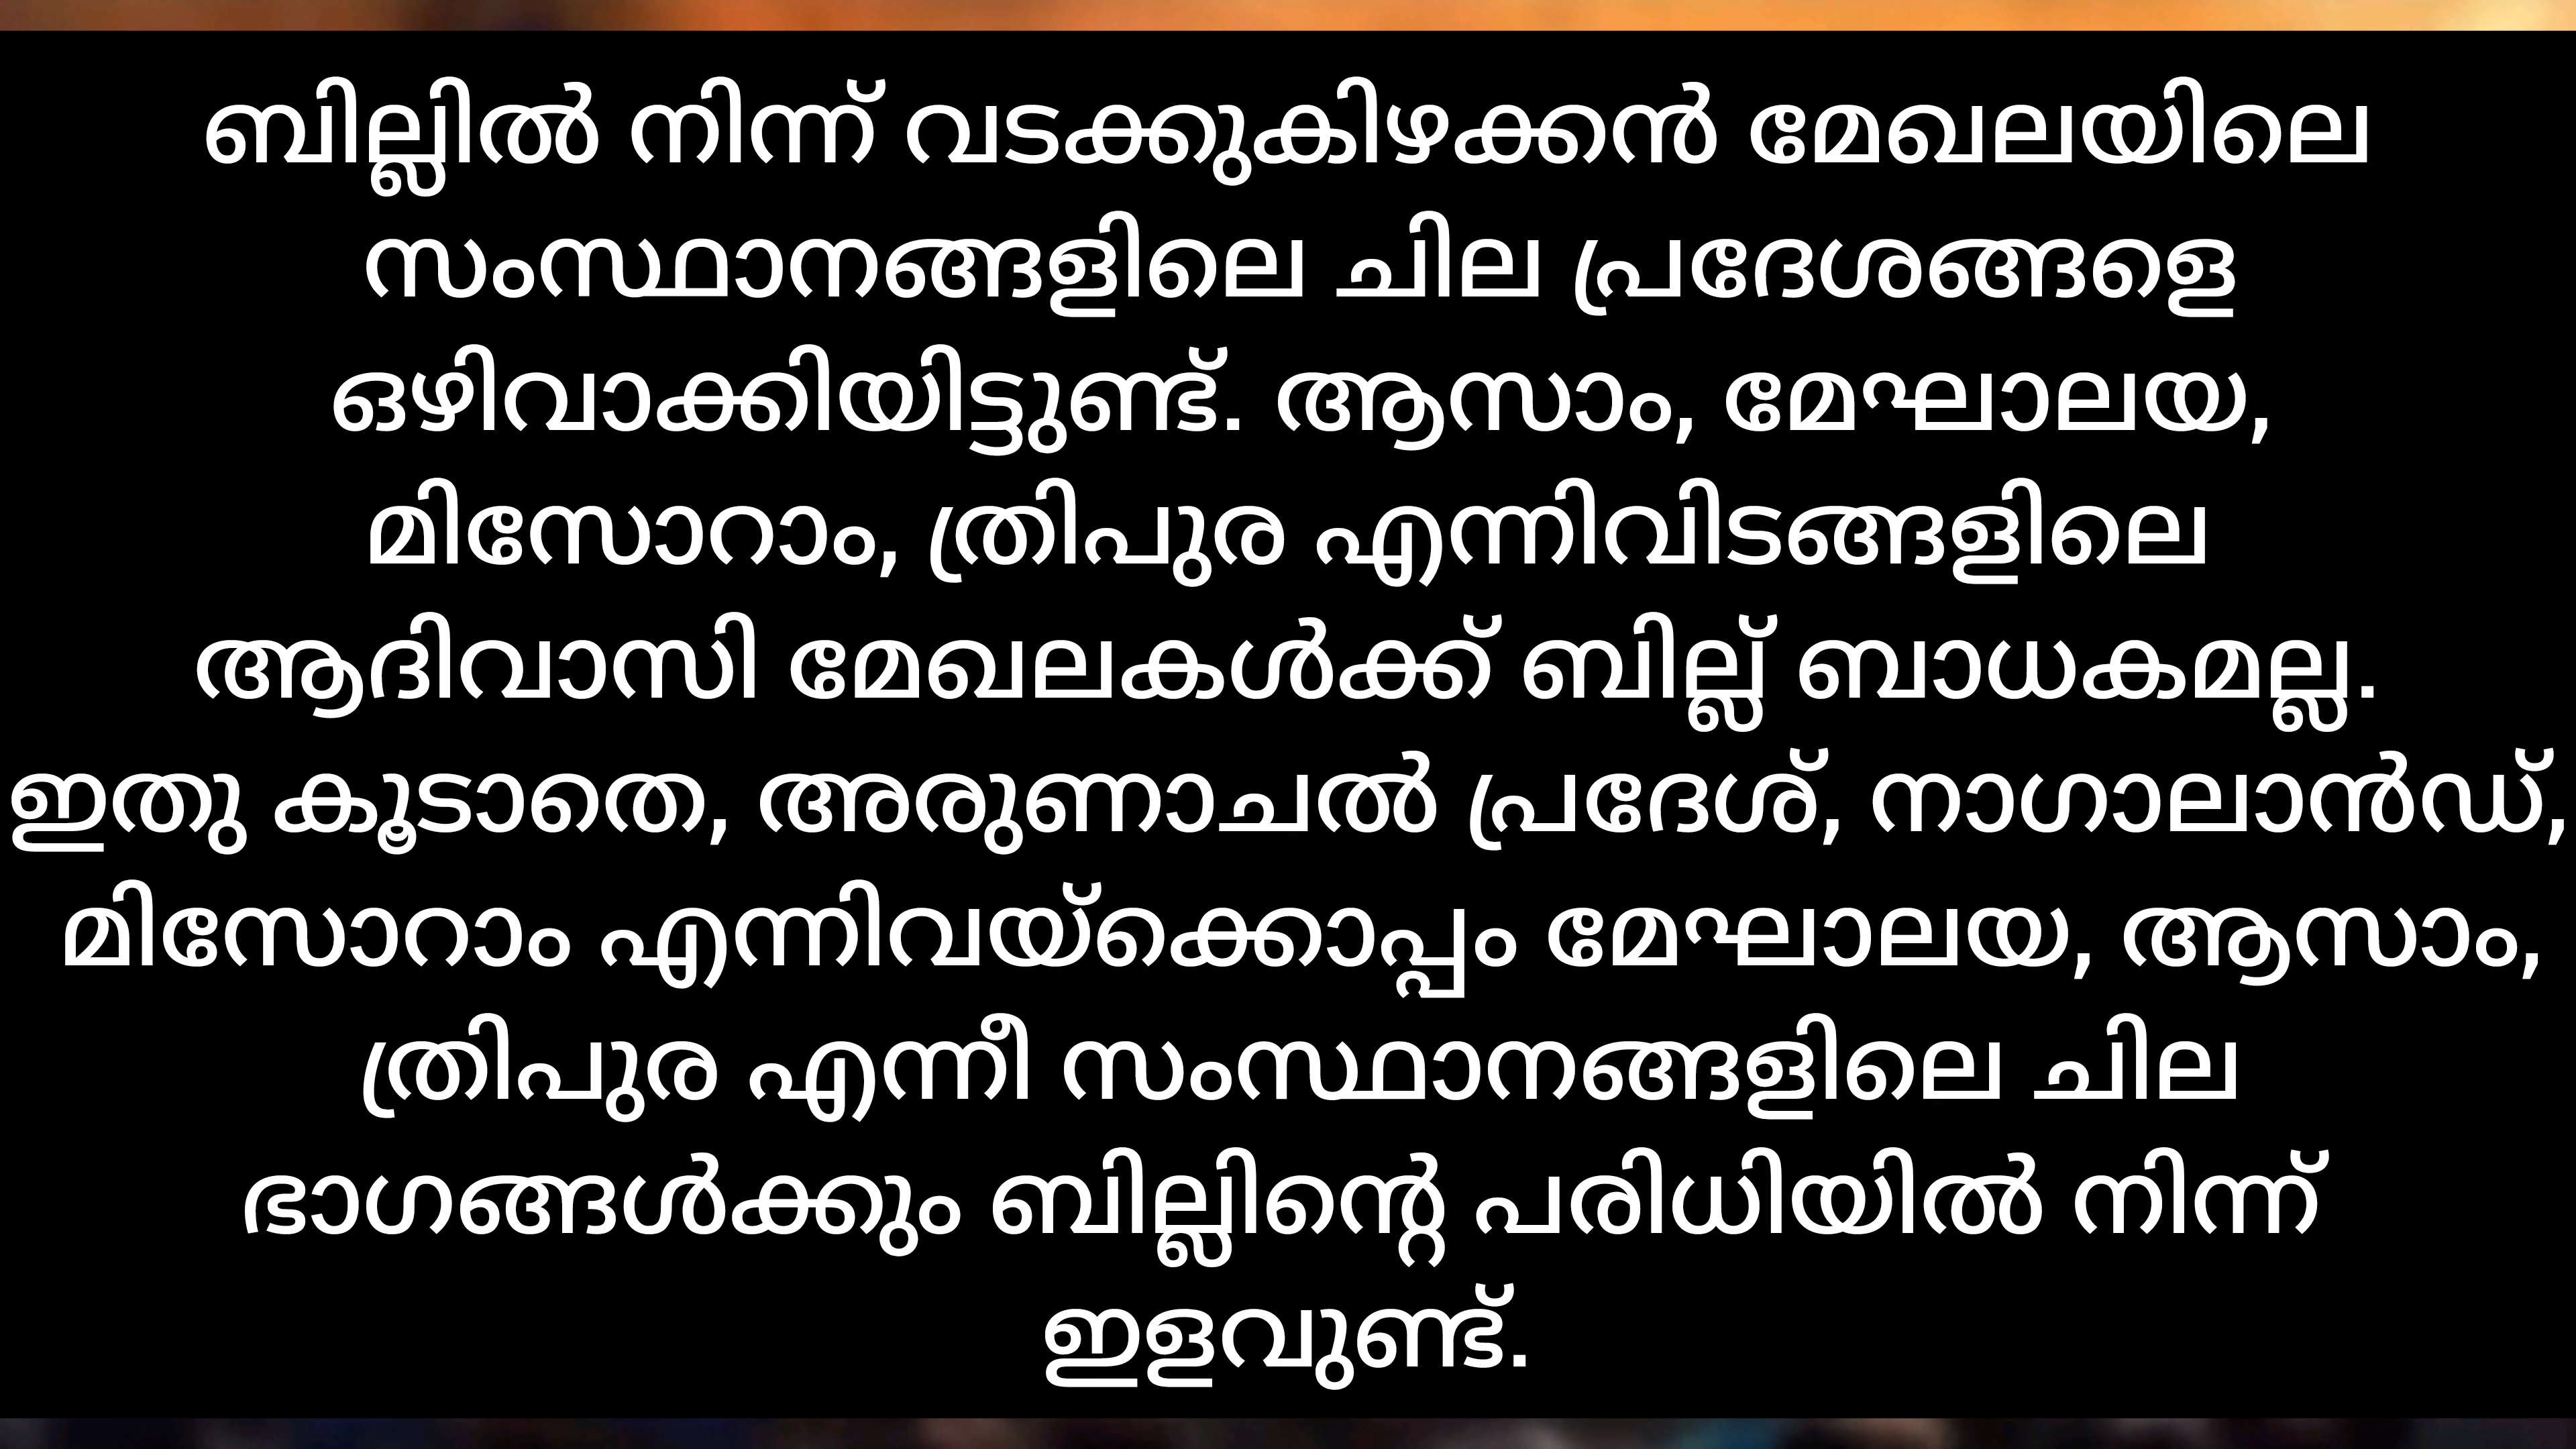 ബില്ലിൽ നിന്ന് വടക്കുകിഴക്കൻ മേഖലയിലെ
സംസ്ഥാനങ്ങളിലെ ചില പ്രദേശങ്ങളെ
ഒഴിവാക്കിയിട്ടുണ്ട്. ആസാം, മേഘാലയ,
മിസോറാം, ത്രിപുര എന്നിവിടങ്ങളിലെ
ആദിവാസി മേഖലകൾക്ക് ബില്ല് ബാധകമല്ല.
ഇതു കൂടാതെ, അരുണാചൽ പ്രദേശ്, നാഗാലാൻഡ്,
മിസോറാം എന്നിവയ്ക്കൊപ്പം മേഘാലയ, ആസാം,
ത്രിപുര എന്നീ സംസ്ഥാനങ്ങളിലെ ചില
ഭാഗങ്ങൾക്കും ബില്ലിന്റെ പരിധിയിൽ നിന്ന്
ഇളവുണ്ട്.